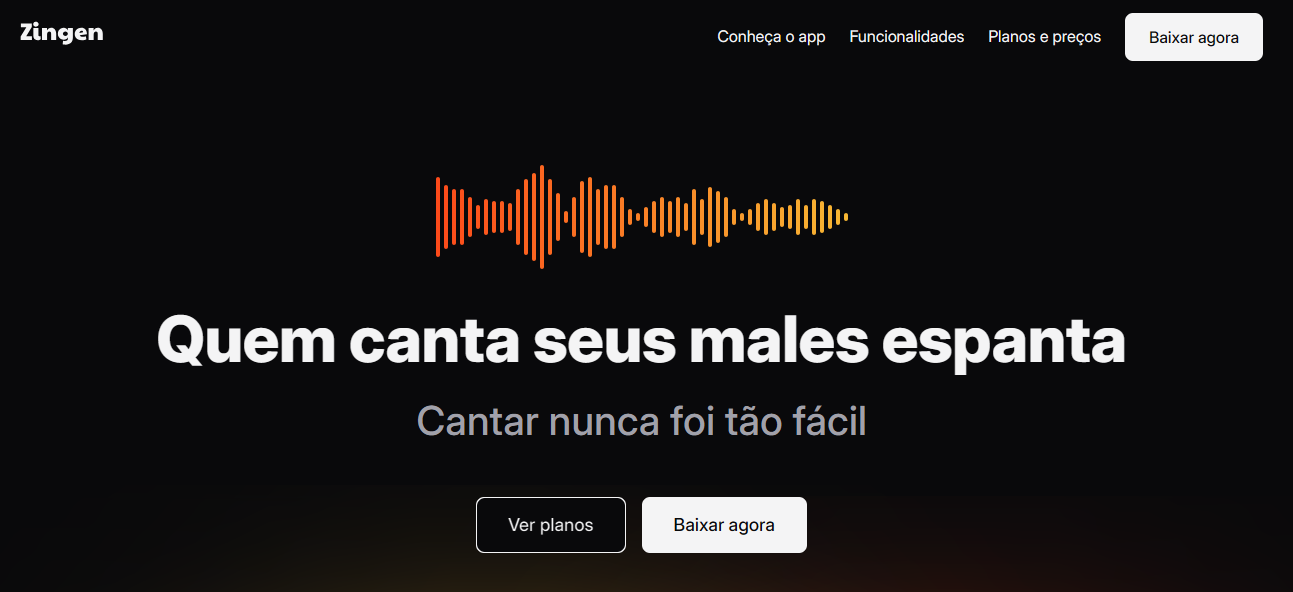 Zingen
Conheça o app
Funcionalidades
Planos e preços
Baixar agora
Quem canta seus males espanta
Cantar nunca foi tão fácil
Ver planos
Baixar agora